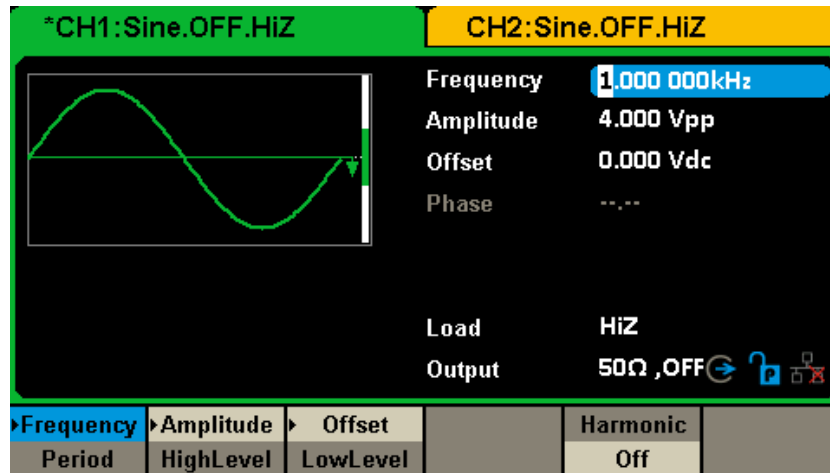 *CH1:Sine.OFF.HiZ CH2:Sine.OFF.HiZ
Frequency 1.000 000kHz
Amplitude 4.000 Vpp
Offset 0.000 Vdc
Phase --.--
Load HiZ
Output 50Ω ,OFF P
Frequency Amplitude Offset Harmonic
Period HighLevel LowLevel Off